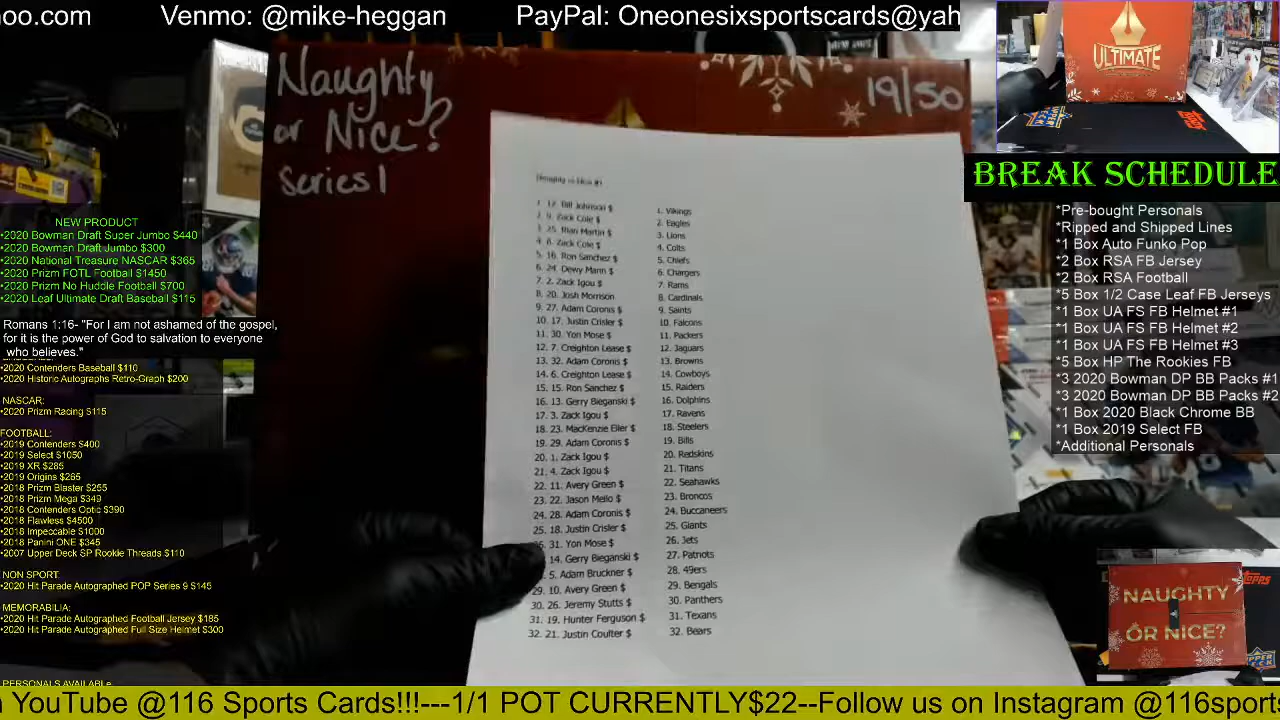 oo.com Venmo: @mike-heggan PayPal: Oneonesixsportscards@yah
Naughty
or Nice?
Series 1
19/50
Naughty or Nice #1
1. 12. Bill Johnson $ 1. Vikings
2. 9. Zack Cole $ 2. Eagles
3. 25. Rian Martin $ 3. Lions
4. 8. Zack Cole $ 4. Colts
5. 16. Ron Sanchez $ 5. Chiefs
6. 24. Dewy Mann $ 6. Chargers
7. 2. Zack Igou $ 7. Rams
8. 20. Josh Morrison 8. Cardinals
9. 27. Adam Coronis $ 9. Saints
10. 17. Justin Crisler $ 10. Falcons
11. 30. Yon Mose $ 11. Packers
12. 7. Creighton Lease $ 12. Jaguars
13. 32. Adam Coronis $ 13. Browns
14. 6. Creighton Lease $ 14. Cowboys
15. 15. Ron Sanchez $ 15. Raiders
16. 13. Gerry Bieganski $ 16. Dolphins
17. 3. Zack Igou $ 17. Ravens
18. 23. MacKenzie Eller $ 18. Steelers
19. 29. Adam Coronis $ 19. Bills
20. 1. Zack Igou $ 20. Redskins
21. 4. Zack Igou $ 21. Titans
22. 11. Avery Green $ 22. Seahawks
23. 22. Jason Mello $ 23. Broncos
24. 28. Adam Coronis $ 24. Buccaneers
25. 18. Justin Crisler $ 25. Giants
26. 31. Yon Mose $ 26. Jets
14. Gerry Bieganski $ 27. Patriots
5. Adam Bruckner $ 28. 49ers
29. 10. Avery Green $ 29. Bengals
30. 26. Jeremy Stutts $ 30. Panthers
31. 19. Hunter Ferguson $ 31. Texans
32. 21. Justin Coulter $ 32. Bears
NEW PRODUCT
•2020 Bowman Draft Super Jumbo $440
•2020 Bowman Draft Jumbo $300
•2020 National Treasure NASCAR $365
•2020 Prizm FOTL Football $1450
•2020 Prizm No Huddle Football $700
•2020 Leaf Ultimate Draft Baseball $115
Romans 1:16- "For I am not ashamed of the gospel,
for it is the power of God to salvation to everyone
who believes."
•2020 Contenders Baseball $110
•2020 Historic Autographs Retro-Graph $200
NASCAR:
•2020 Prizm Racing $115
FOOTBALL:
•2019 Contenders $400
•2019 Select $1050
•2019 XR $285
•2019 Origins $265
•2018 Prizm Blaster $255
•2018 Prizm Mega $349
•2018 Contenders Optic $390
•2018 Flawless $4500
•2018 Impeccable $1000
•2018 Panini ONE $345
•2007 Upper Deck SP Rookie Threads $110
NON SPORT:
•2020 Hit Parade Autographed POP Series 9 $145
MEMORABILIA:
•2020 Hit Parade Autographed Football Jersey $185
•2020 Hit Parade Autographed Full Size Helmet $300
PERSONALS AVAILABLE
ULTIMATE
UPPER DECK
Topps
BREAK SCHEDULE
*Pre-bought Personals
*Ripped and Shipped Lines
*1 Box Auto Funko Pop
*2 Box RSA FB Jersey
*2 Box RSA Football
*5 Box 1/2 Case Leaf FB Jerseys
*1 Box UA FS FB Helmet #1
*1 Box UA FS FB Helmet #2
*1 Box UA FS FB Helmet #3
*5 Box HP The Rookies FB
*3 2020 Bowman DP BB Packs #1
*3 2020 Bowman DP BB Packs #2
*1 Box 2020 Black Chrome BB
*1 Box 2019 Select FB
*Additional Personals
topps
NAUGHTY
OR NICE?
UPPER DECK
YouTube @116 Sports Cards!!!---1/1 POT CURRENTLY$22--Follow us on Instagram @116sports